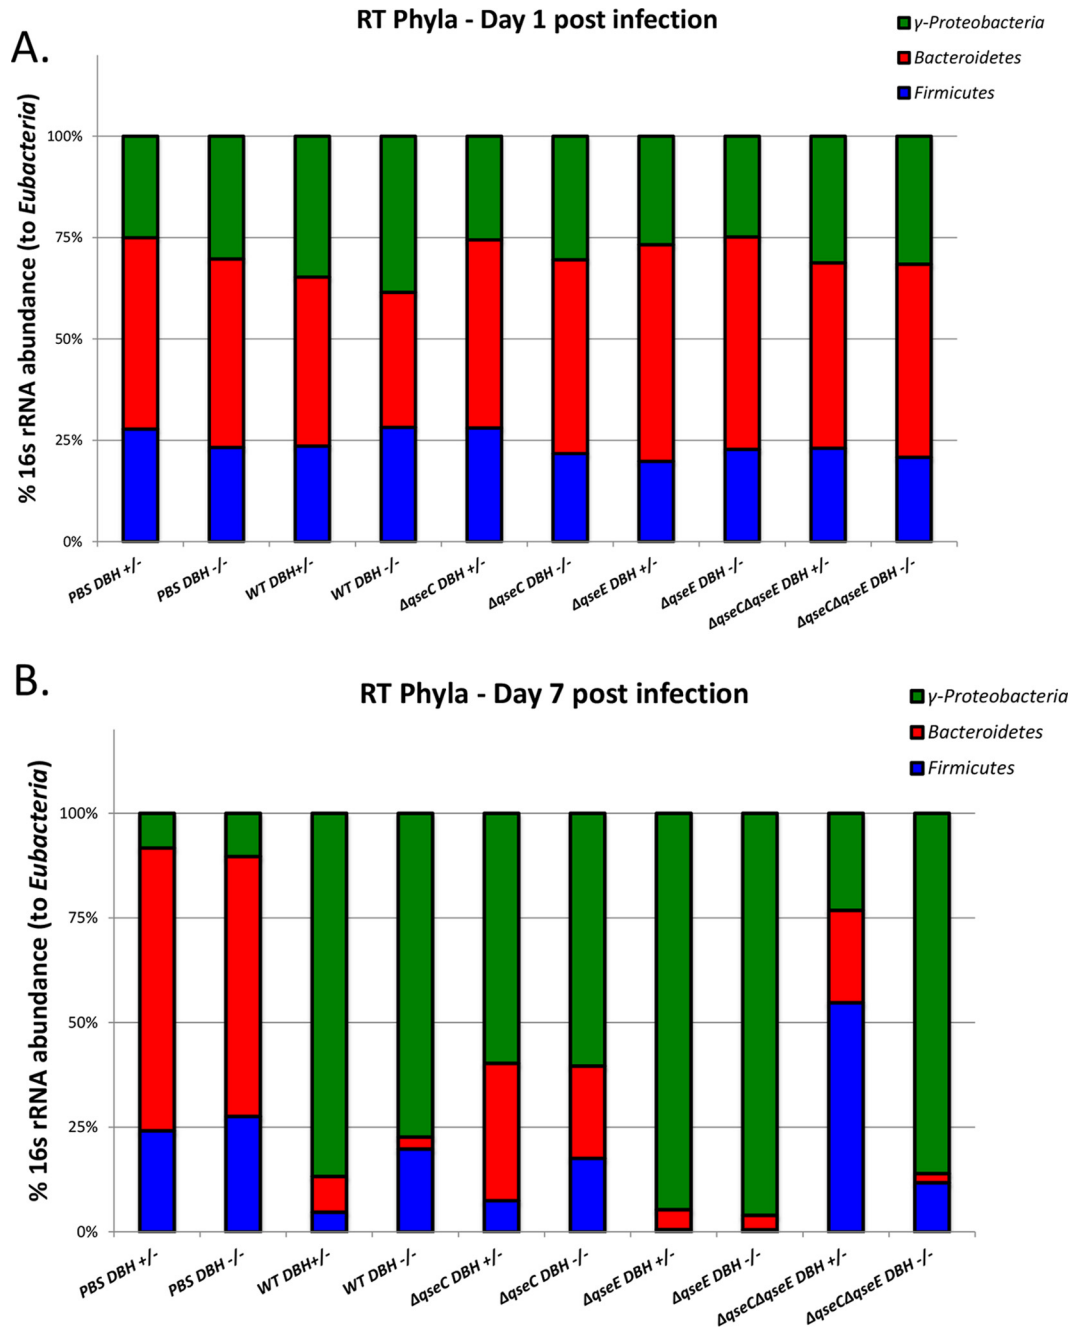 A.
RT Phyla - Day 1 post infection
γ-Proteobacteria
Bacteroidetes
Firmicutes
% 16s rRNA abundance (to Eubacteria)
100%
75%
50%
25%
0%
PBS DBH +/-
PBS DBH -/-
WT DBH+/-
WT DBH -/-
ΔqseC DBH +/-
ΔqseC DBH -/-
ΔqseE DBH +/-
ΔqseE DBH -/-
ΔqseCΔqseE DBH +/-
ΔqseCΔqseE DBH -/-
B.
RT Phyla - Day 7 post infection
γ-Proteobacteria
Bacteroidetes
Firmicutes
% 16s rRNA abundance (to Eubacteria)
100%
75%
50%
25%
0%
PBS DBH +/-
PBS DBH -/-
WT DBH+/-
WT DBH -/-
ΔqseC DBH +/-
ΔqseC DBH -/-
ΔqseE DBH +/-
ΔqseE DBH -/-
ΔqseCΔqseE DBH +/-
ΔqseCΔqseE DBH -/-